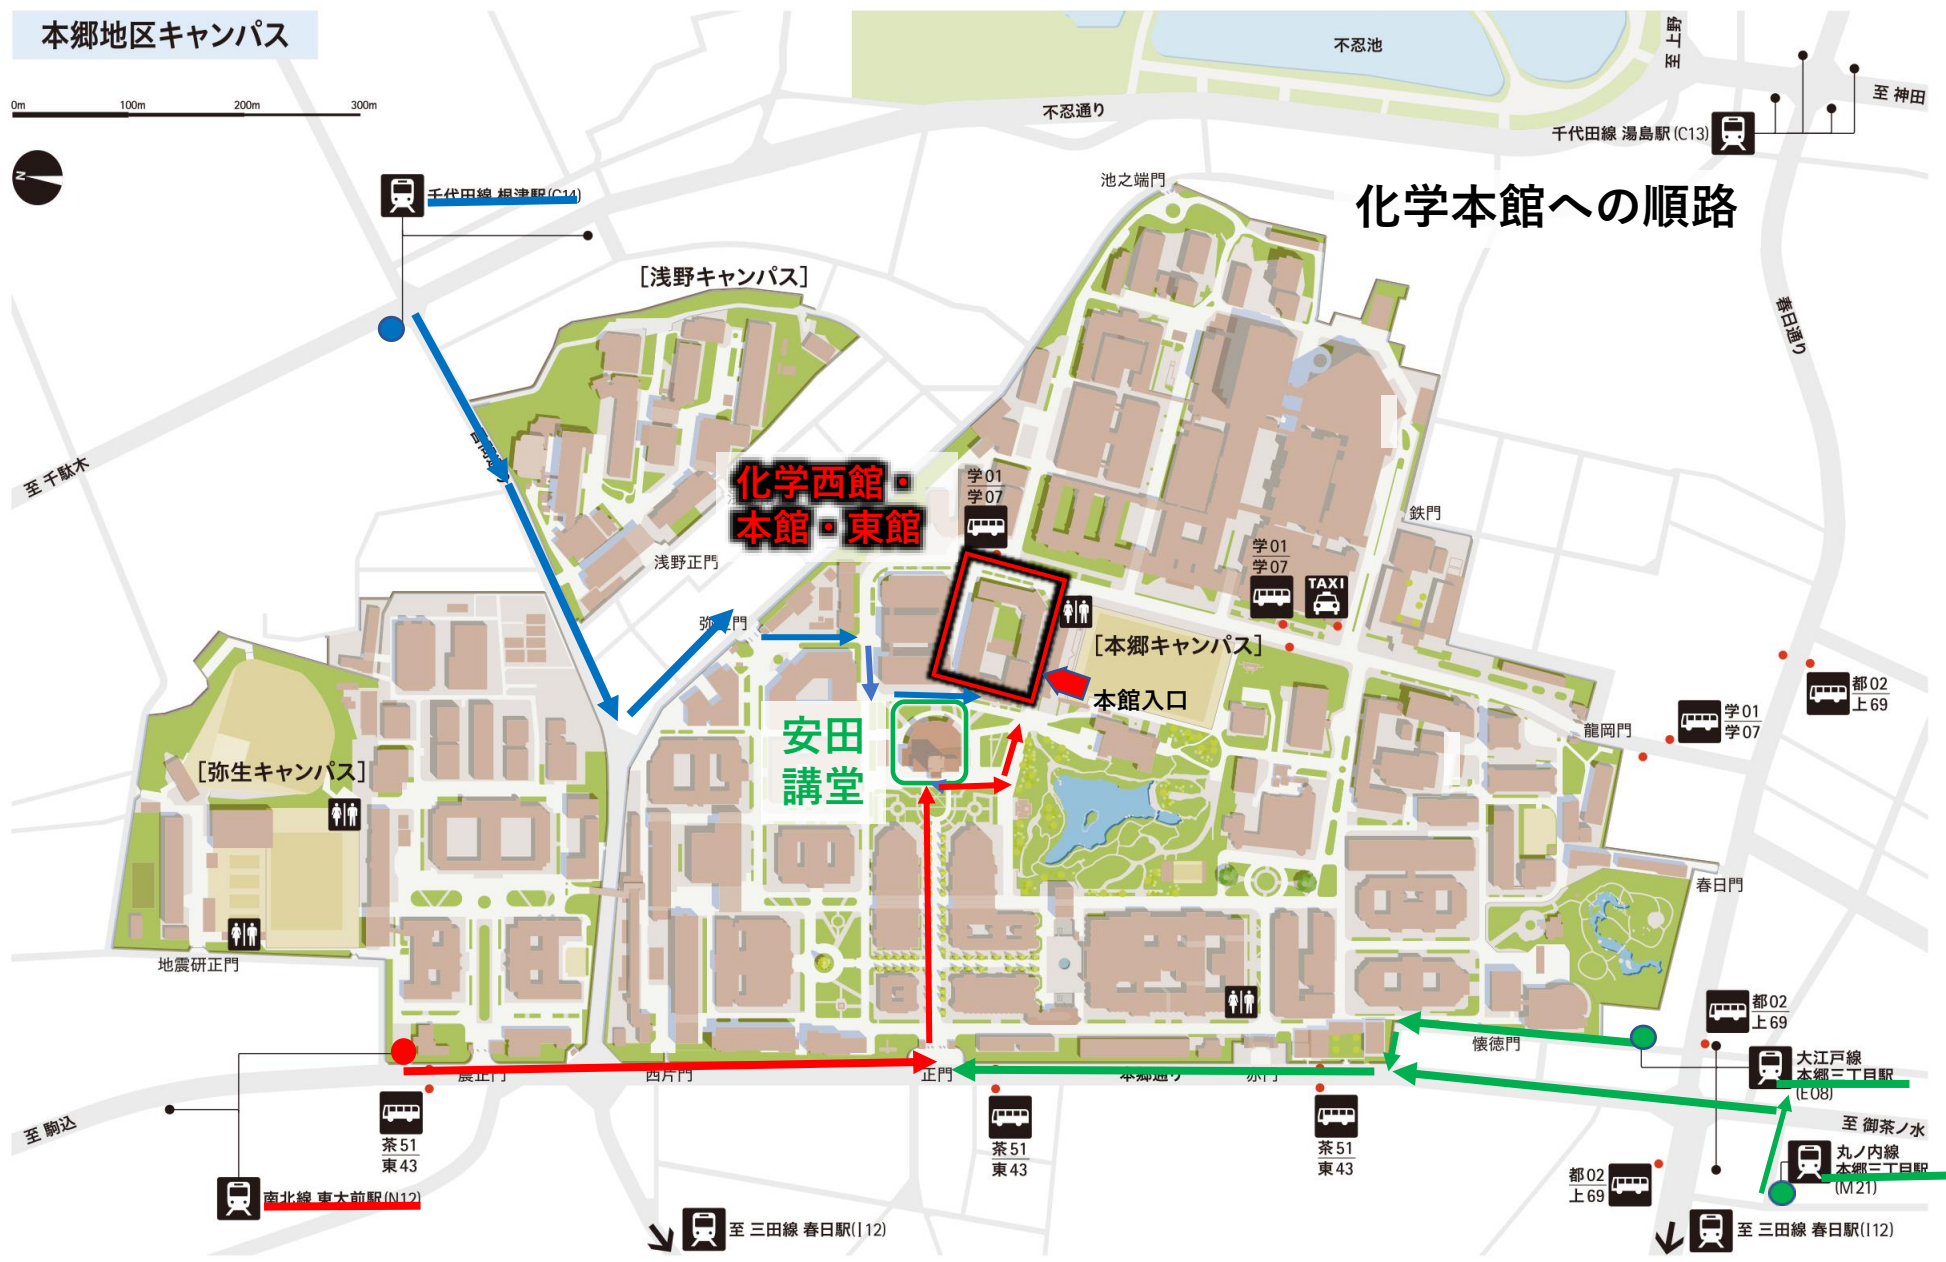 本郷地区キャンパス
0m 100m 200m 300m
N
不忍池
至 上野
至 神田
不忍通り
千代田線 湯島駅(C13)
池之端門
化学本館への順路
千代田線 根津駅(C14)
[浅野キャンパス]
春日通り
至 千駄木
化学西館・
本館・東館
学01
学07
鉄門
浅野正門
学01
学07
TAXI
[本郷キャンパス]
本館入口
都02
上69
学01
学07
龍岡門
安田
講堂
[弥生キャンパス]
春日門
地震研正門
都02
上69
懐徳門
大江戸線
本郷三丁目駅
(E08)
農正門
西片門
正門
本郷通り
赤門
至 駒込
茶51
東43
茶51
東43
茶51
東43
至 御茶ノ水
丸ノ内線
本郷三丁目駅
(M21)
都02
上69
南北線 東大前駅(N12)
至 三田線 春日駅(I12)
至 三田線 春日駅(I12)